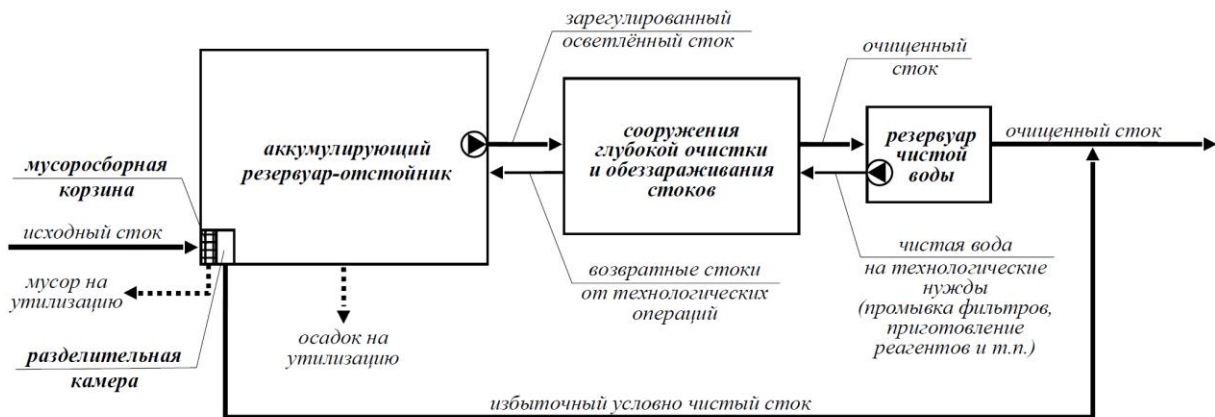 зарегулированный
осветлённый сток
очищенный
сток
мусоросборная
корзина
исходный сток
мусор на
утилизацию
разделительная
камера
аккумулирующий
резервуар-отстойник
осадок на
утилизацию
сооружения
глубокой очистки
и обеззараживания
стоков
возвратные стоки
от технологических
операций
резервуар
чистой
воды
очищенный сток
чистая вода
на технологические
нужды
(промывка фильтров,
приготовление
реагентов и т.п.)
избыточный условно чистый сток